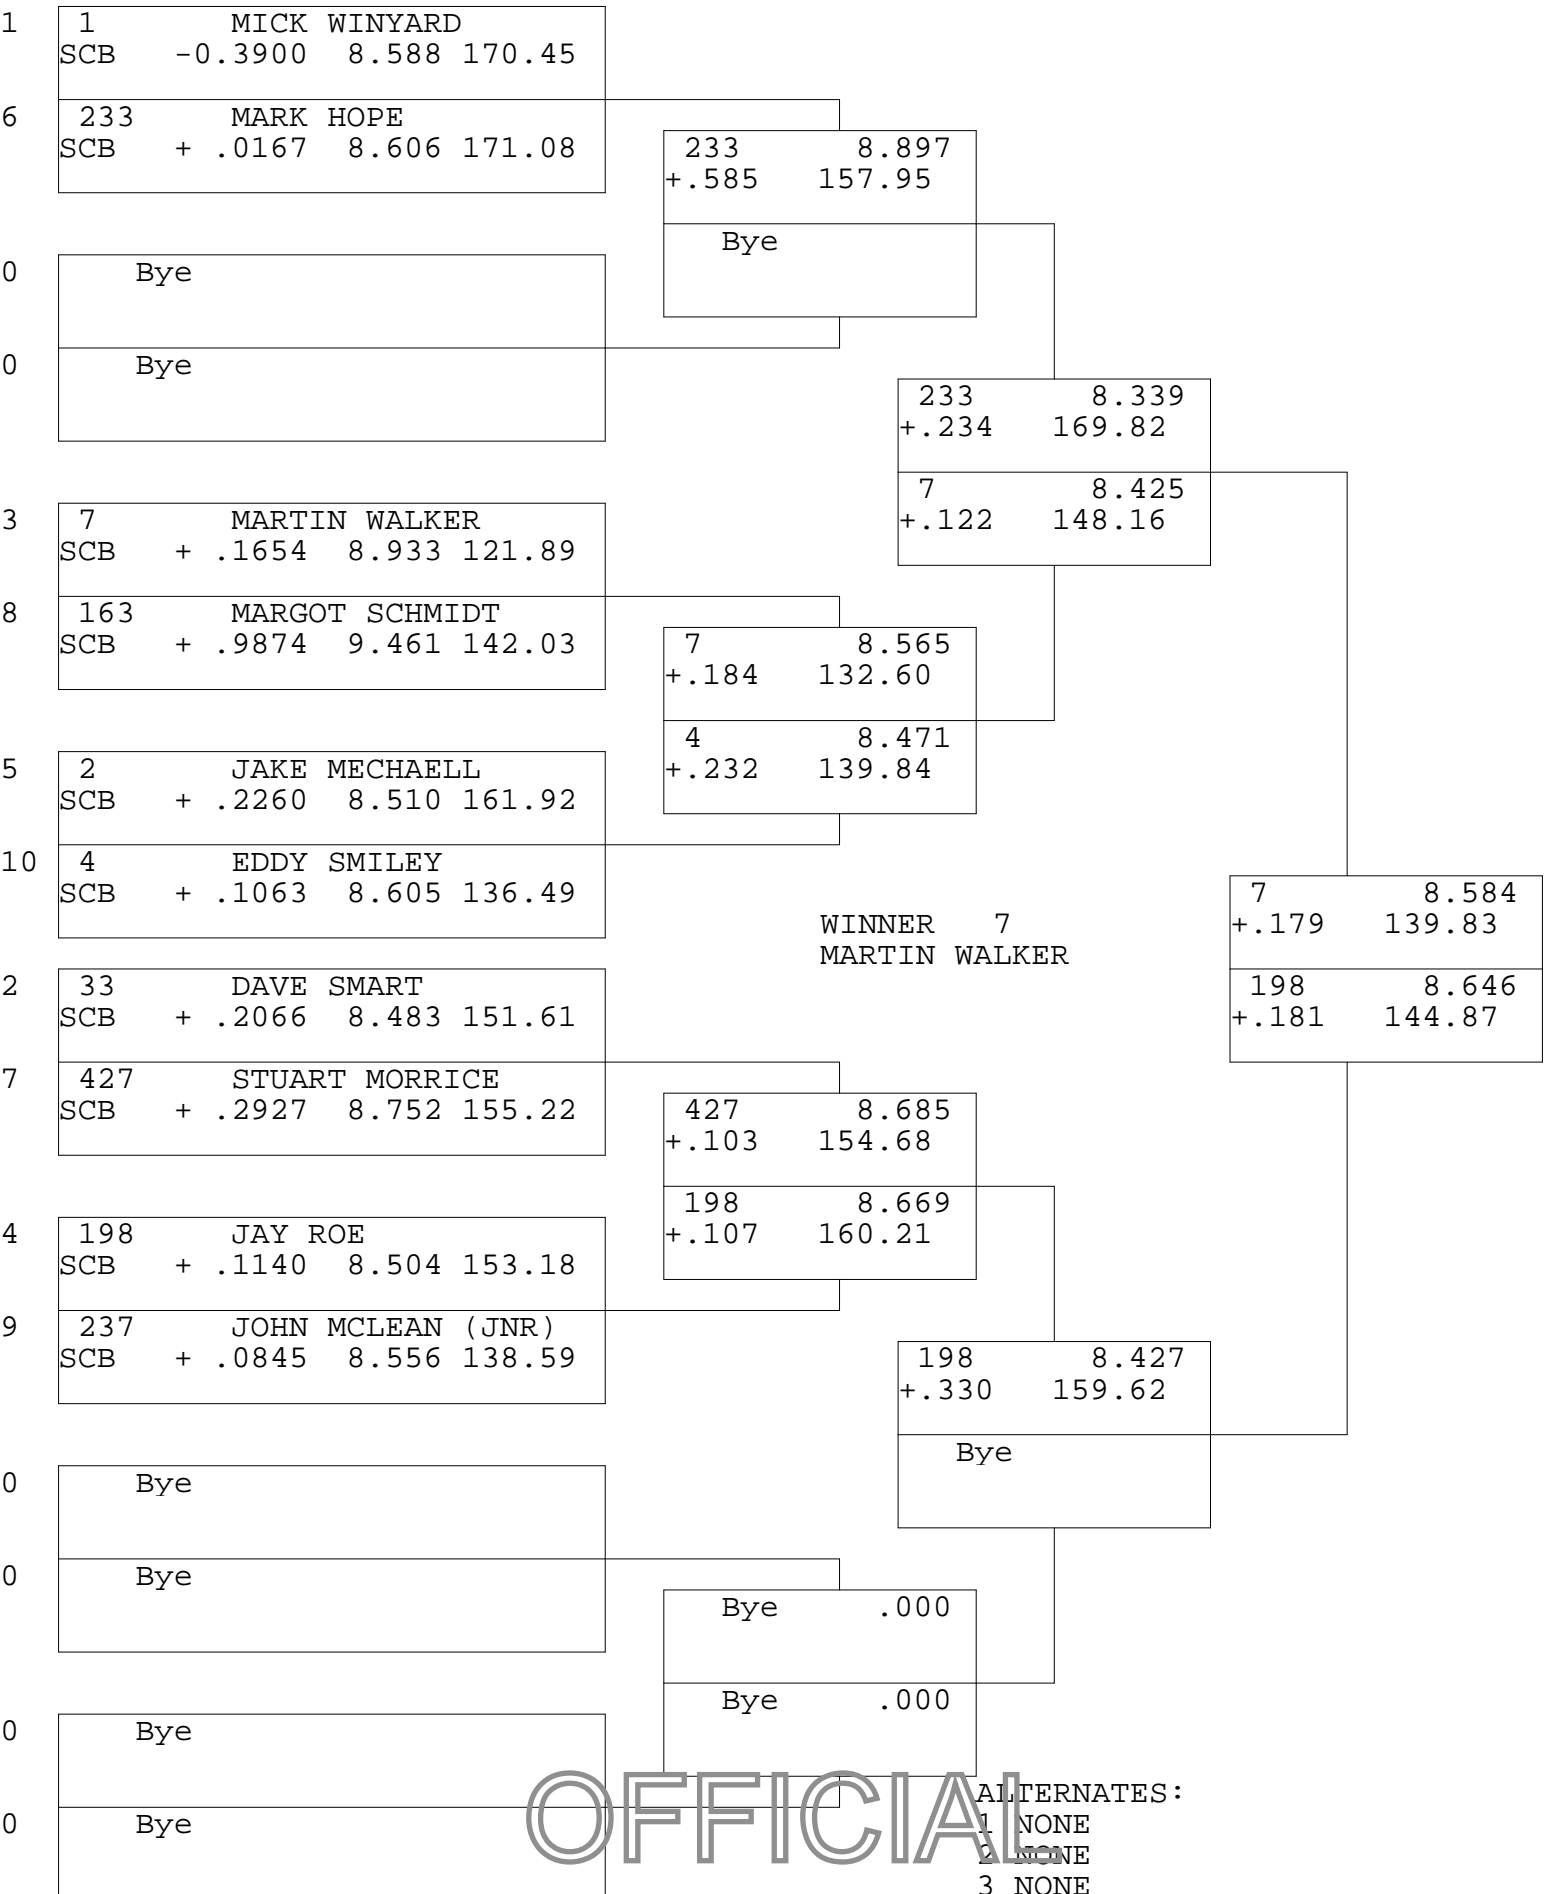 1 1 MICK WINYARD
SCB -0.3900 8.588 170.45
6 233 MARK HOPE
SCB + .0167 8.606 171.08
233 8.897
+.585 157.95
Bye
0 Bye
0 Bye
233 8.339
+.234 169.82
7 8.425
+.122 148.16
3 7 MARTIN WALKER
SCB + .1654 8.933 121.89
8 163 MARGOT SCHMIDT
SCB + .9874 9.461 142.03
7 8.565
+.184 132.60
4 8.471
+.232 139.84
5 2 JAKE MECHAELL
SCB + .2260 8.510 161.92
10 4 EDDY SMILEY
SCB + .1063 8.605 136.49
WINNER 7
MARTIN WALKER
7 8.584
+.179 139.83
198 8.646
+.181 144.87
2 33 DAVE SMART
SCB + .2066 8.483 151.61
7 427 STUART MORRICE
SCB + .2927 8.752 155.22
427 8.685
+.103 154.68
198 8.669
+.107 160.21
4 198 JAY ROE
SCB + .1140 8.504 153.18
9 237 JOHN MCLEAN (JNR)
SCB + .0845 8.556 138.59
198 8.427
+.330 159.62
Bye
0 Bye
0 Bye
Bye .000
Bye .000
0 Bye
0 Bye
OFFICIAL
ALTERNATES:
1 NONE
2 NONE
3 NONE